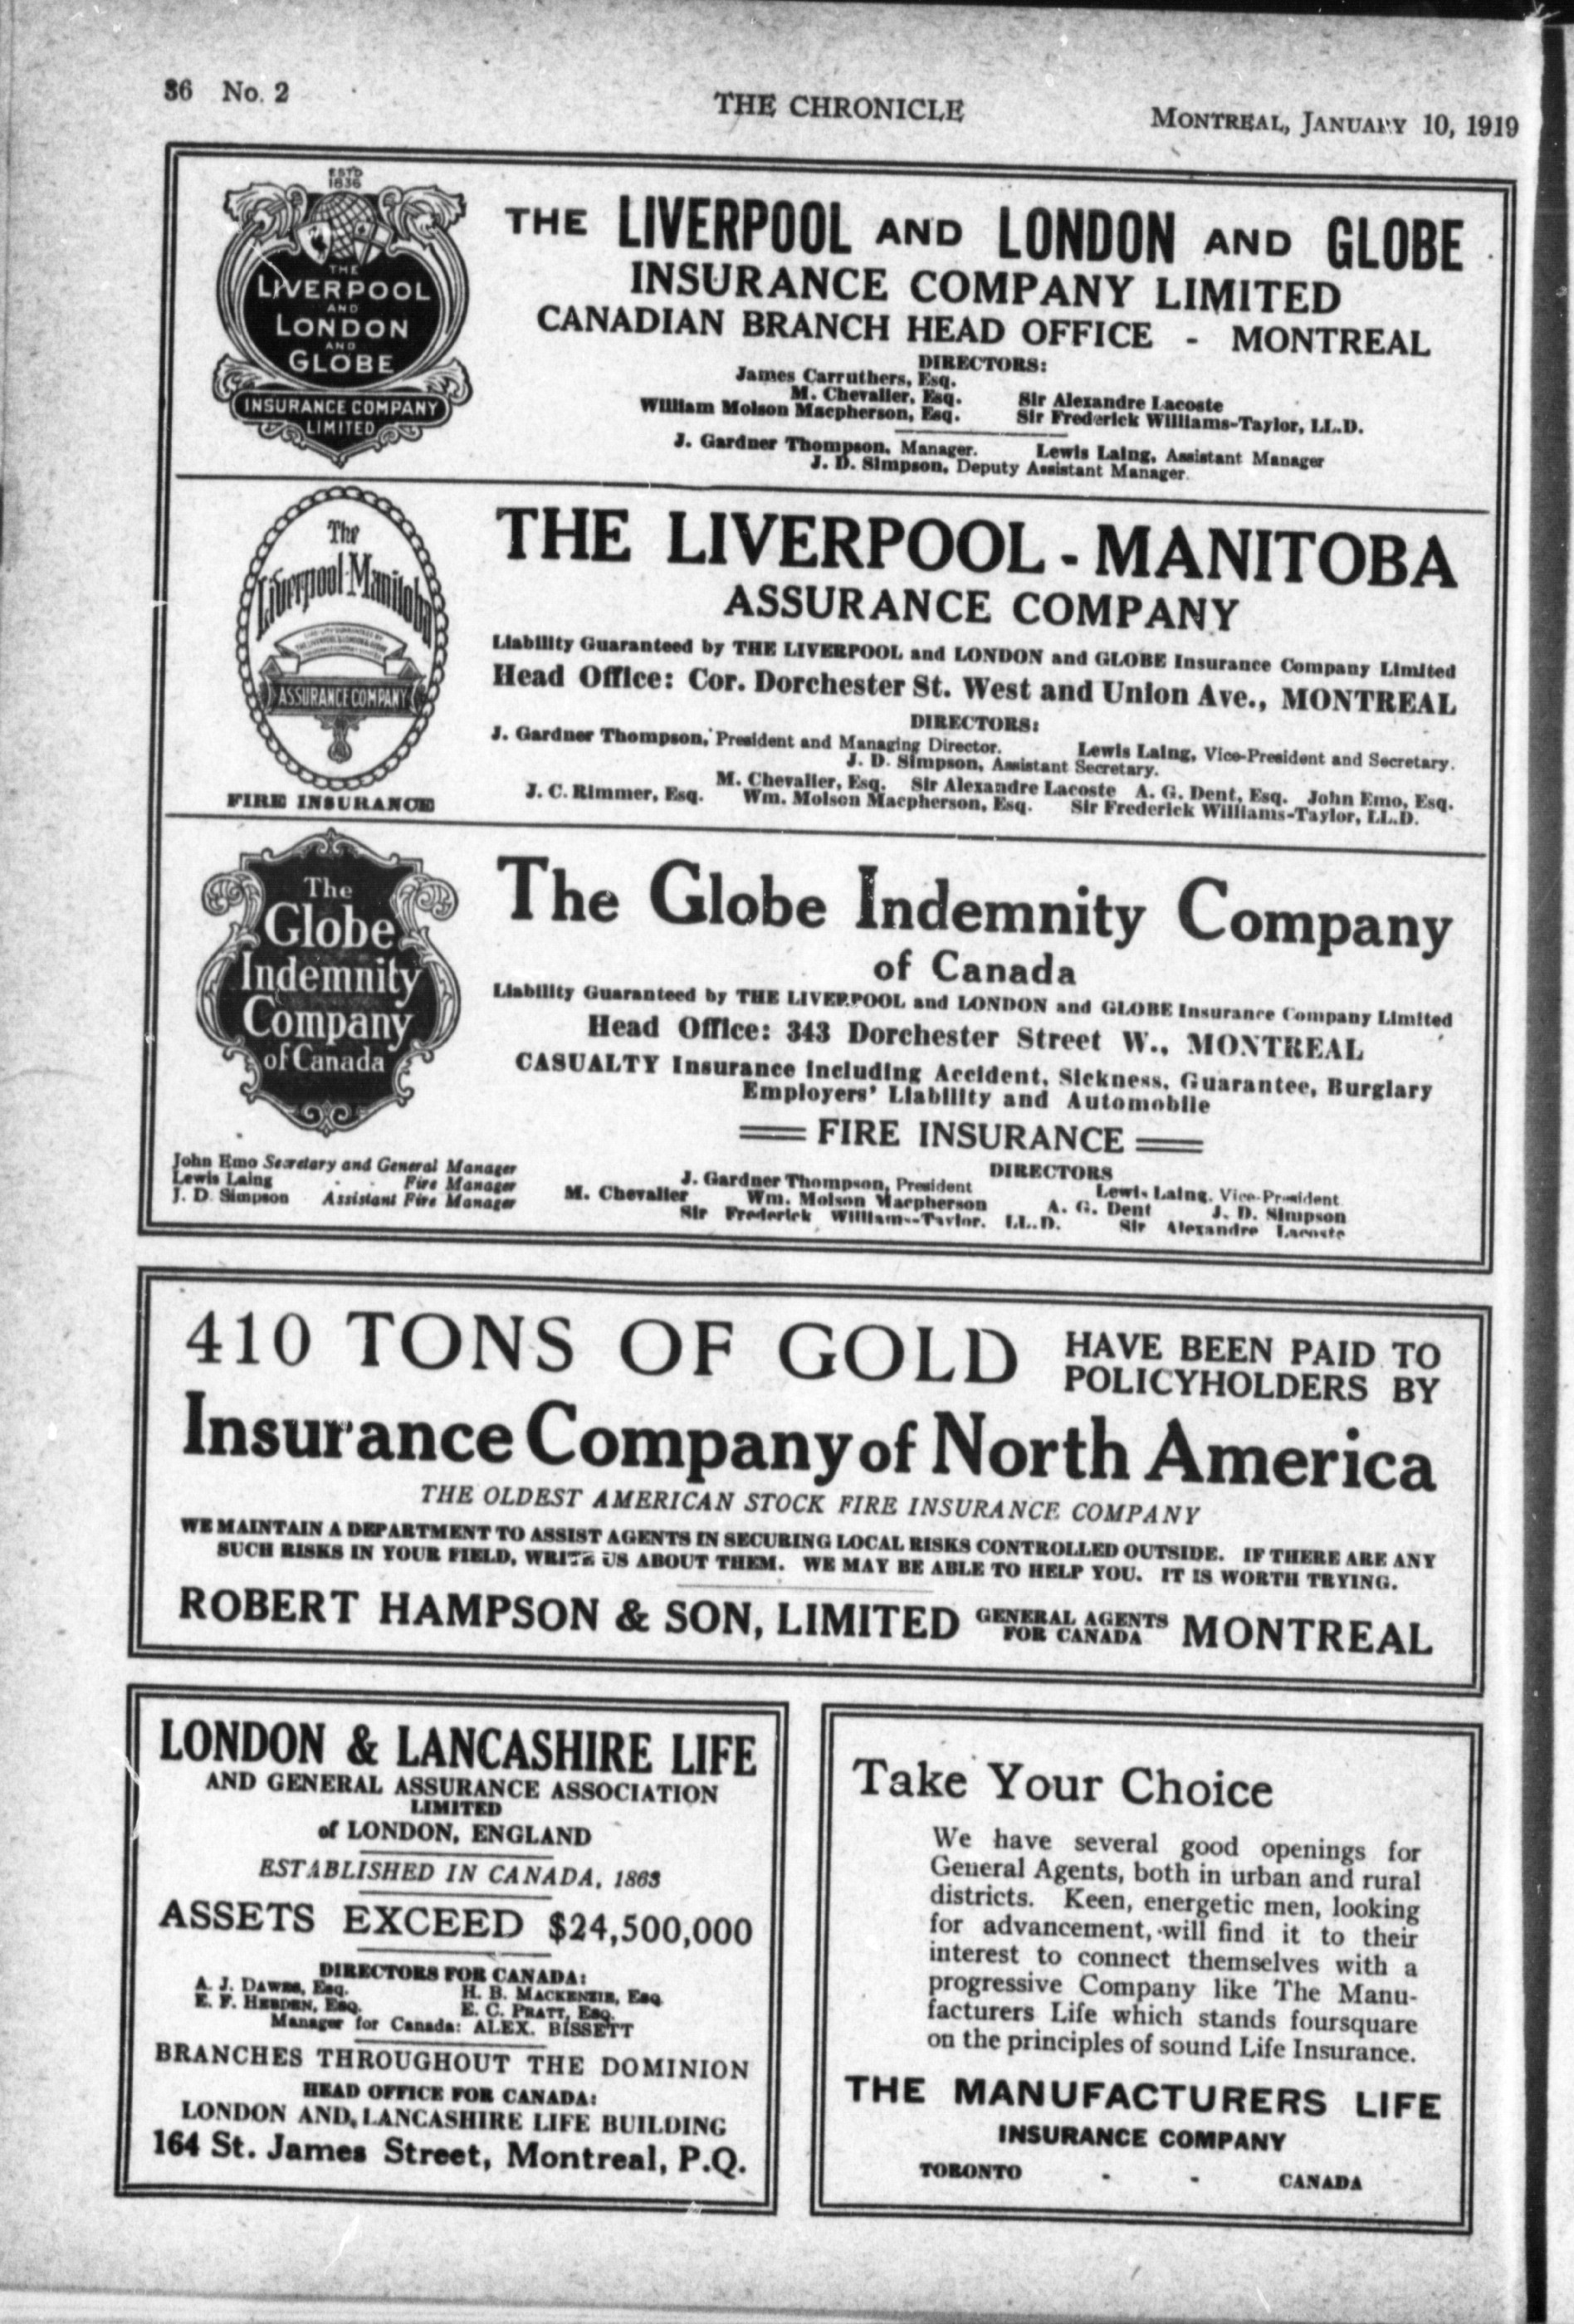 36 No. 2
THE CHRONICLE
MONTREAL, JANUARY 10, 1919
ESTD
1836
THE
LIVERPOOL
AND
LONDON
AND
GLOBE
INSURANCE COMPANY
LIMITED
THE LIVERPOOL AND LONDON AND GLOBE
INSURANCE COMPANY LIMITED
CANADIAN BRANCH HEAD OFFICE - MONTREAL
DIRECTORS:
James Carruthers, Esq.
M. Chevalier, Esq. Sir Alexandre Lacoste
William Molson Macpherson, Esq. Sir Frederick Williams-Taylor, LL.D.
J. Gardner Thompson, Manager. Lewis Laing, Assistant Manager
J. D. Simpson, Deputy Assistant Manager.
The
Liverpool-Manitoba
ASSURANCE COMPANY
FIRE INSURANCE
THE LIVERPOOL - MANITOBA
ASSURANCE COMPANY
Liability Guaranteed by THE LIVERPOOL and LONDON and GLOBE Insurance Company Limited
Head Office: Cor. Dorchester St. West and Union Ave., MONTREAL
DIRECTORS:
J. Gardner Thompson, President and Managing Director. Lewis Laing, Vice-President and Secretary.
J. D. Simpson, Assistant Secretary.
M. Chevalier, Esq. Sir Alexandre Lacoste A. G. Dent, Esq. John Emo, Esq.
J. C. Rimmer, Esq. Wm. Molson Macpherson, Esq. Sir Frederick Williams-Taylor, LL.D.
The
Globe
Indemnity
Company
of Canada
The Globe Indemnity Company
of Canada
Liability Guaranteed by THE LIVERPOOL and LONDON and GLOBE Insurance Company Limited
Head Office: 343 Dorchester Street W., MONTREAL
CASUALTY Insurance including Accident, Sickness, Guarantee, Burglary
Employers' Liability and Automobile
FIRE INSURANCE
John Emo Secretary and General Manager
Lewis Laing Fire Manager
J. D. Simpson Assistant Fire Manager
DIRECTORS
J. Gardner Thompson, President Lewis Laing, Vice-President
M. Chevalier Wm. Molson Macpherson A. G. Dent J. D. Simpson
Sir Frederick Williams-Taylor, LL.D. Sir Alexandre Lacoste
410 TONS OF GOLD HAVE BEEN PAID TO
POLICYHOLDERS BY
Insurance Company of North America
THE OLDEST AMERICAN STOCK FIRE INSURANCE COMPANY
WE MAINTAIN A DEPARTMENT TO ASSIST AGENTS IN SECURING LOCAL RISKS CONTROLLED OUTSIDE. IF THERE ARE ANY
SUCH RISKS IN YOUR FIELD, WRITE US ABOUT THEM. WE MAY BE ABLE TO HELP YOU. IT IS WORTH TRYING.
ROBERT HAMPSON & SON, LIMITED GENERAL AGENTS
FOR CANADA MONTREAL
LONDON & LANCASHIRE LIFE
AND GENERAL ASSURANCE ASSOCIATION
LIMITED
of LONDON, ENGLAND
ESTABLISHED IN CANADA, 1863
ASSETS EXCEED $24,500,000
DIRECTORS FOR CANADA:
A. J. DAWES, Esq. H. B. MACKENZIE, ESQ
E. F. HEBDEN, ESQ. E. C. PRATT, ESQ.
Manager for Canada: ALEX. BISSETT
BRANCHES THROUGHOUT THE DOMINION
HEAD OFFICE FOR CANADA:
LONDON AND LANCASHIRE LIFE BUILDING
164 St. James Street, Montreal, P.Q.
Take Your Choice
We have several good openings for
General Agents, both in urban and rural
districts. Keen, energetic men, looking
for advancement, will find it to their
interest to connect themselves with a
progressive Company like The Manu-
facturers Life which stands foursquare
on the principles of sound Life Insurance.
THE MANUFACTURERS LIFE
INSURANCE COMPANY
TORONTO - - CANADA